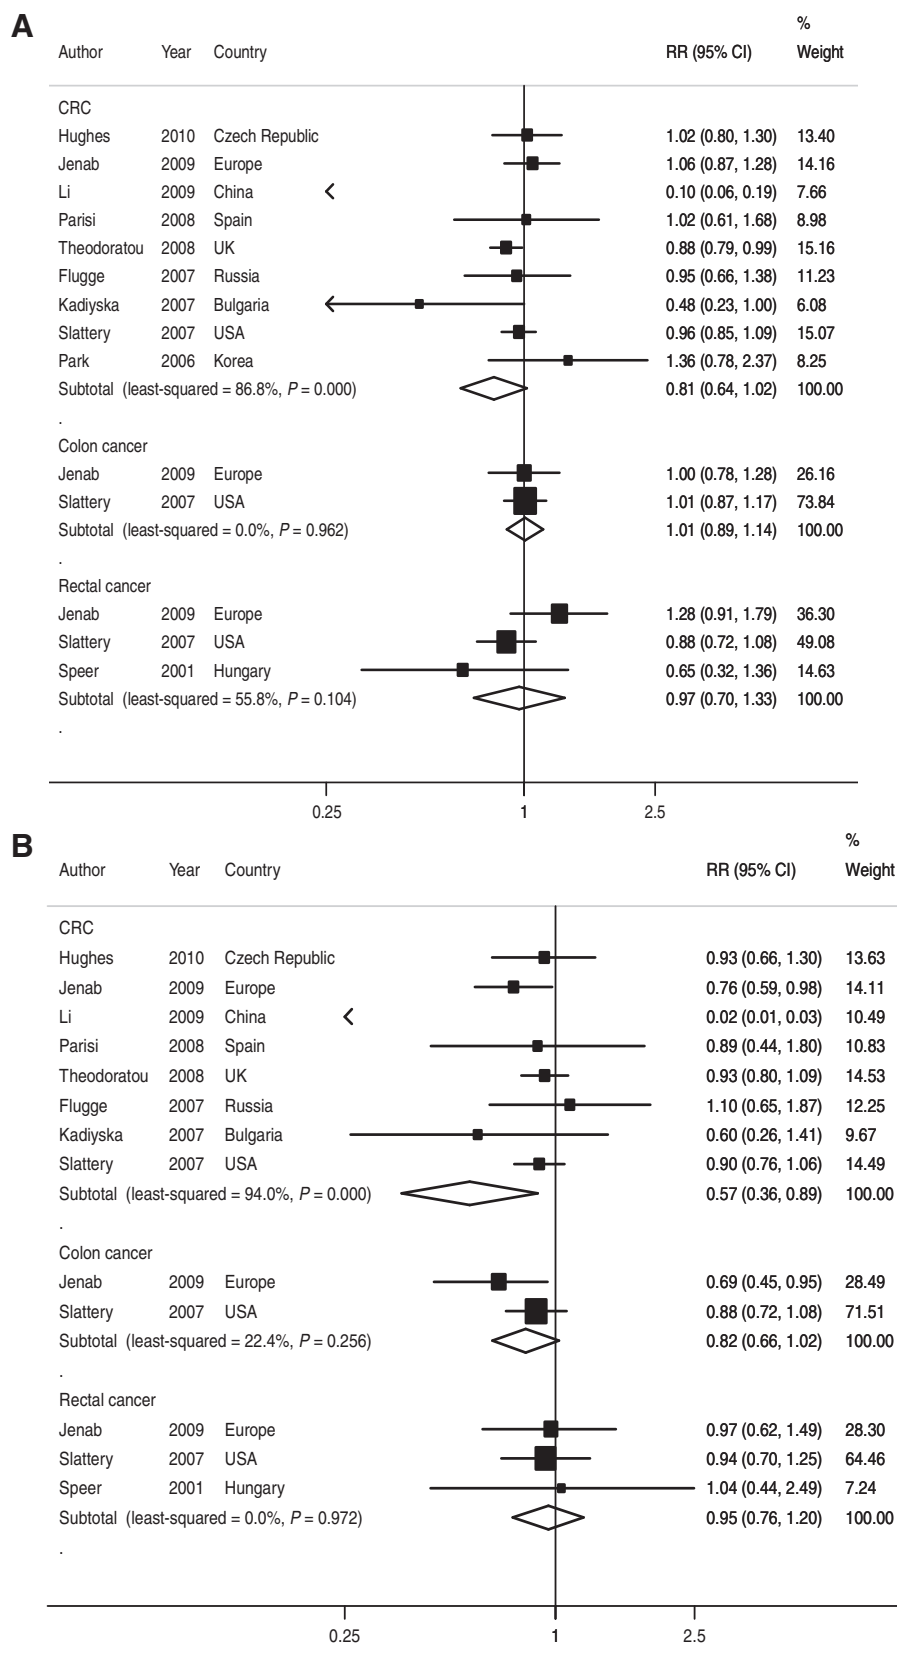 A
%
Author Year Country RR (95% CI) Weight
CRC
Hughes 2010 Czech Republic 1.02 (0.80, 1.30) 13.40
Jenab 2009 Europe 1.06 (0.87, 1.28) 14.16
Li 2009 China 0.10 (0.06, 0.19) 7.66
Parisi 2008 Spain 1.02 (0.61, 1.68) 8.98
Theodoratou 2008 UK 0.88 (0.79, 0.99) 15.16
Flugge 2007 Russia 0.95 (0.66, 1.38) 11.23
Kadiyska 2007 Bulgaria 0.48 (0.23, 1.00) 6.08
Slattery 2007 USA 0.96 (0.85, 1.09) 15.07
Park 2006 Korea 1.36 (0.78, 2.37) 8.25
Subtotal (least-squared = 86.8%, P = 0.000) 0.81 (0.64, 1.02) 100.00
.
Colon cancer
Jenab 2009 Europe 1.00 (0.78, 1.28) 26.16
Slattery 2007 USA 1.01 (0.87, 1.17) 73.84
Subtotal (least-squared = 0.0%, P = 0.962) 1.01 (0.89, 1.14) 100.00
.
Rectal cancer
Jenab 2009 Europe 1.28 (0.91, 1.79) 36.30
Slattery 2007 USA 0.88 (0.72, 1.08) 49.08
Speer 2001 Hungary 0.65 (0.32, 1.36) 14.63
Subtotal (least-squared = 55.8%, P = 0.104) 0.97 (0.70, 1.33) 100.00
.
0.25 1 2.5
B
%
Author Year Country RR (95% CI) Weight
CRC
Hughes 2010 Czech Republic 0.93 (0.66, 1.30) 13.63
Jenab 2009 Europe 0.76 (0.59, 0.98) 14.11
Li 2009 China 0.02 (0.01, 0.03) 10.49
Parisi 2008 Spain 0.89 (0.44, 1.80) 10.83
Theodoratou 2008 UK 0.93 (0.80, 1.09) 14.53
Flugge 2007 Russia 1.10 (0.65, 1.87) 12.25
Kadiyska 2007 Bulgaria 0.60 (0.26, 1.41) 9.67
Slattery 2007 USA 0.90 (0.76, 1.06) 14.49
Subtotal (least-squared = 94.0%, P = 0.000) 0.57 (0.36, 0.89) 100.00
.
Colon cancer
Jenab 2009 Europe 0.69 (0.45, 0.95) 28.49
Slattery 2007 USA 0.88 (0.72, 1.08) 71.51
Subtotal (least-squared = 22.4%, P = 0.256) 0.82 (0.66, 1.02) 100.00
.
Rectal cancer
Jenab 2009 Europe 0.97 (0.62, 1.49) 28.30
Slattery 2007 USA 0.94 (0.70, 1.25) 64.46
Speer 2001 Hungary 1.04 (0.44, 2.49) 7.24
Subtotal (least-squared = 0.0%, P = 0.972) 0.95 (0.76, 1.20) 100.00
.
0.25 1 2.5